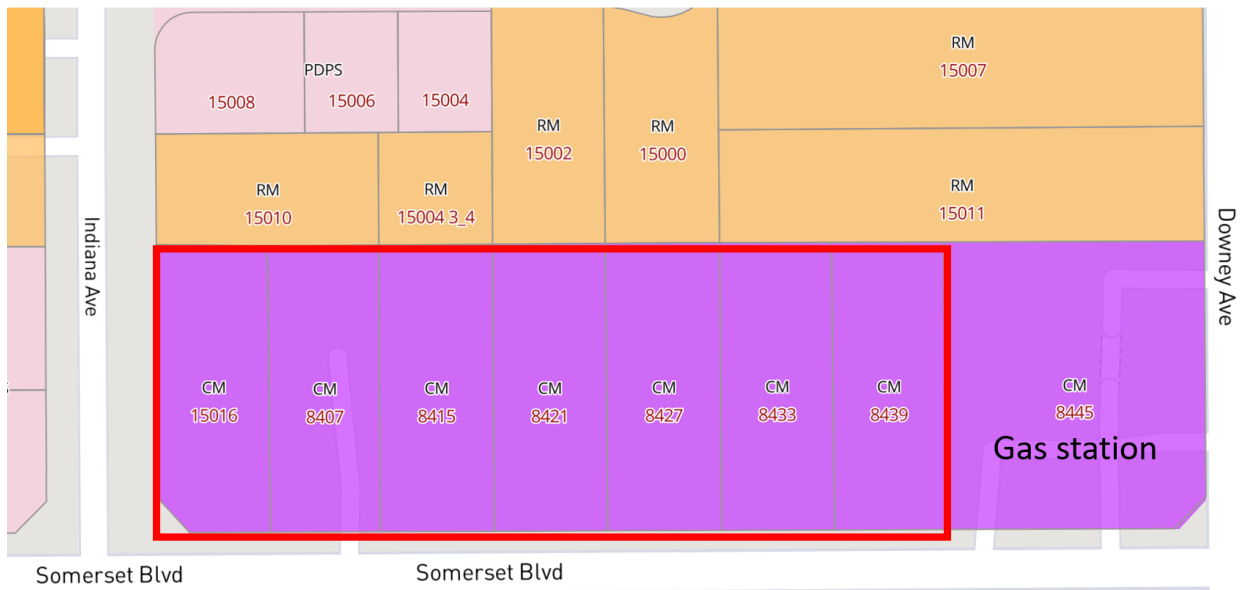 RM
15007
PDPS
15008
15006
15004
RM
15002
RM
15000
RM
15010
RM
15004 3_4
RM
15011
Indiana Ave
Downey Ave
CM
15016
CM
8407
CM
8415
CM
8421
CM
8427
CM
8433
CM
8439
CM
8445
Gas station
Somerset Blvd
Somerset Blvd